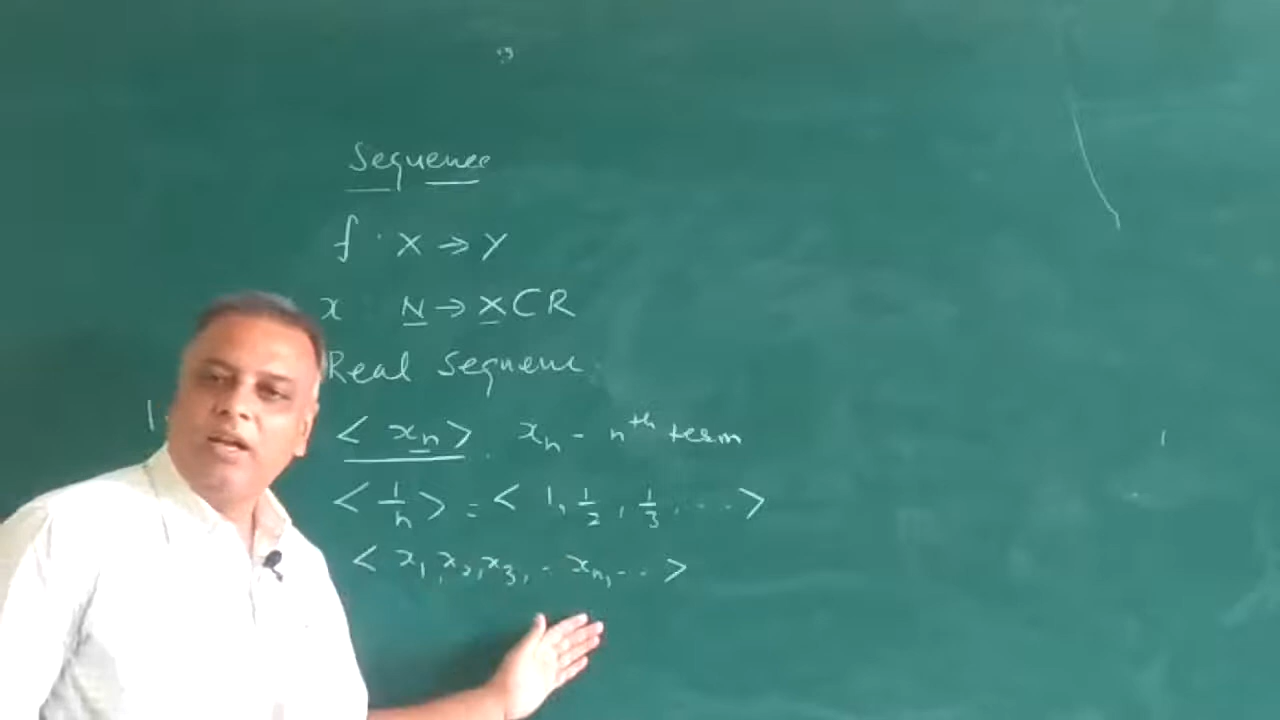 Sequence
f : X → Y
x N → X ⊂ R
Real Sequence
< xₙ > . xₙ - nᵗʰ term
< 1/n > = < 1, 1/2, 1/3, ... >
< x₁, x₂, x₃, .. xₙ, ... >